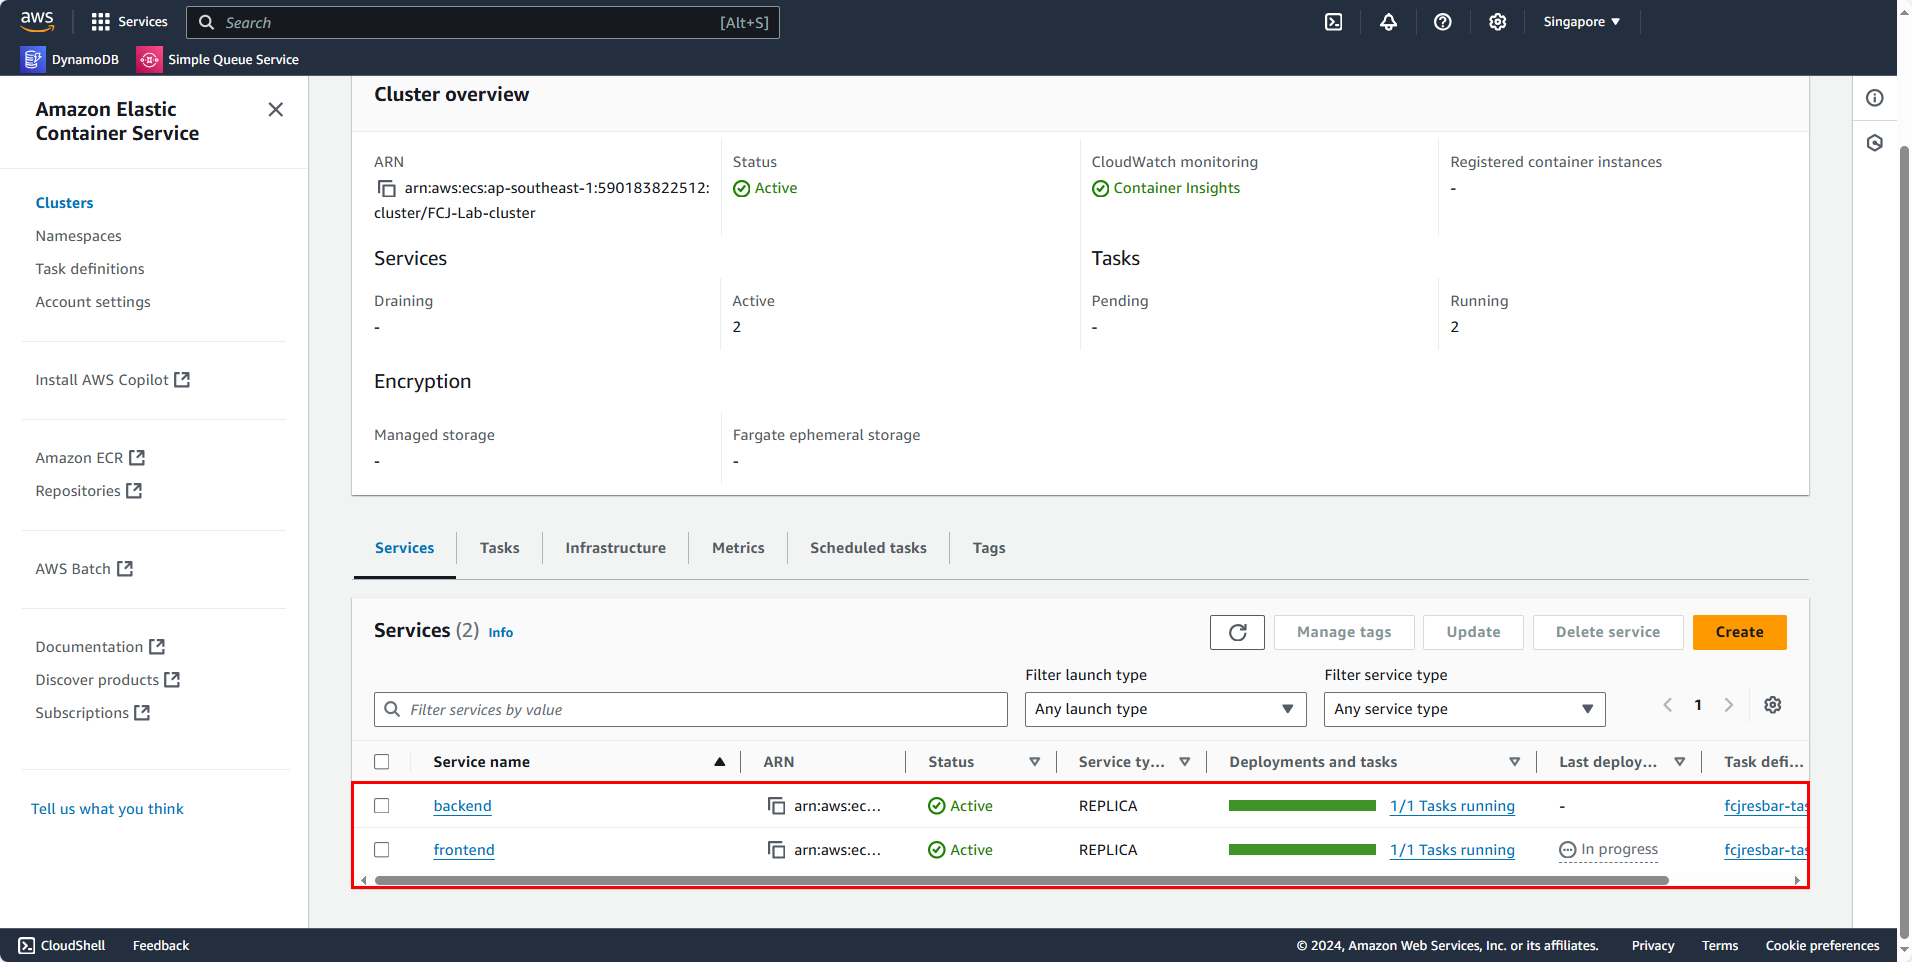 aws
Services
Search
[Alt+S]
Singapore
DynamoDB
Simple Queue Service
Amazon Elastic
Container Service
Clusters
Namespaces
Task definitions
Account settings
Install AWS Copilot
Amazon ECR
Repositories
AWS Batch
Documentation
Discover products
Subscriptions
Tell us what you think
Cluster overview
ARN
arn:aws:ecs:ap-southeast-1:590183822512:
cluster/FCJ-Lab-cluster
Status
Active
CloudWatch monitoring
Container Insights
Registered container instances
-
Services
Tasks
Draining
-
Active
2
Pending
-
Running
2
Encryption
Managed storage
-
Fargate ephemeral storage
-
Services
Tasks
Infrastructure
Metrics
Scheduled tasks
Tags
Services (2) Info
Manage tags
Update
Delete service
Create
Filter services by value
Filter launch type
Any launch type
Filter service type
Any service type
1
Service name
ARN
Status
Service ty...
Deployments and tasks
Last deploy...
Task defi...
backend
arn:aws:ec...
Active
REPLICA
1/1 Tasks running
-
fcjresbar-tas
frontend
arn:aws:ec...
Active
REPLICA
1/1 Tasks running
In progress
fcjresbar-tas
CloudShell
Feedback
© 2024, Amazon Web Services, Inc. or its affiliates.
Privacy
Terms
Cookie preferences